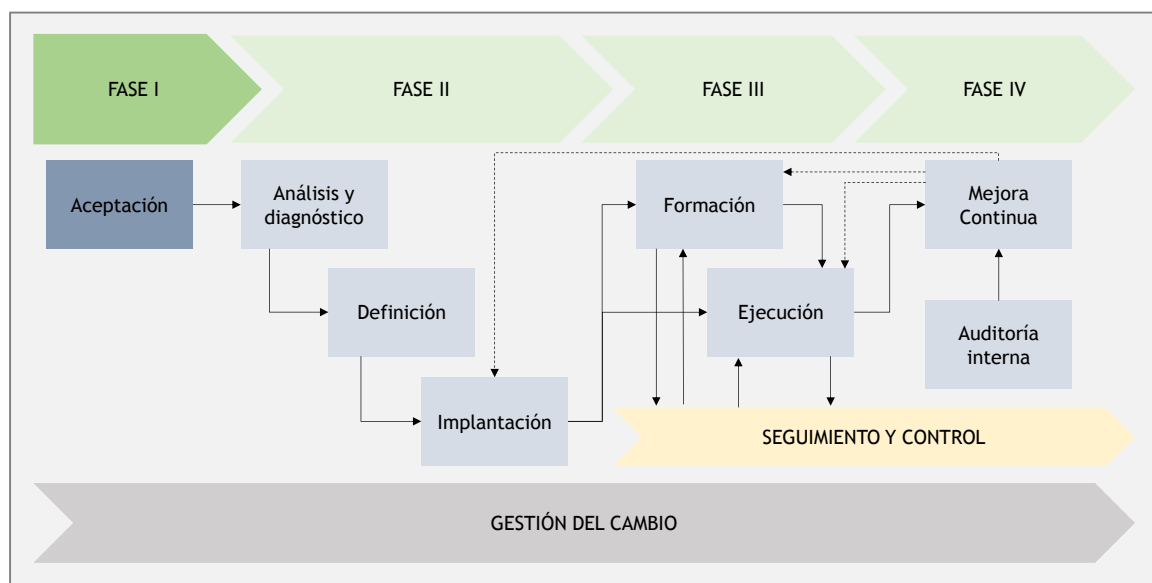 FASE I
FASE II
FASE III
FASE IV
Aceptación
Análisis y
diagnóstico
Formación
Mejora
Continua
Definición
Ejecución
Auditoría
interna
Implantación
SEGUIMIENTO Y CONTROL
GESTIÓN DEL CAMBIO